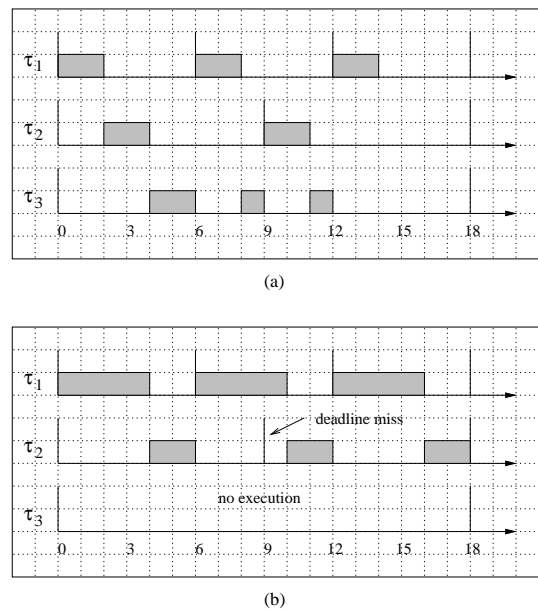 τ1
τ2
τ3
0 3 6 9 12 15 18
(a)
τ1
deadline miss
τ2
no execution
τ3
0 3 6 9 12 15 18
(b)